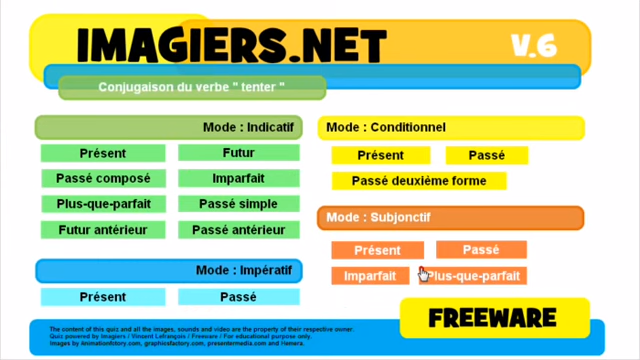 IMAGIERS.NET
V.6
Conjugaison du verbe " tenter "
Mode : Indicatif
Présent
Futur
Passé composé
Imparfait
Plus-que-parfait
Passé simple
Futur antérieur
Passé antérieur
Mode : Impératif
Présent
Passé
Mode : Conditionnel
Présent
Passé
Passé deuxième forme
Mode : Subjonctif
Présent
Passé
Imparfait
Plus-que-parfait
FREEWARE
The content of this quiz and all the images, sounds and video are the property of their respective owner.
Quiz powered by Imagiers / Vincent Lefrançois / Freeware / For educational purpose only.
Images by Animationfctory.com, graphicsfactory.com, presentermedia.com and Hemera.